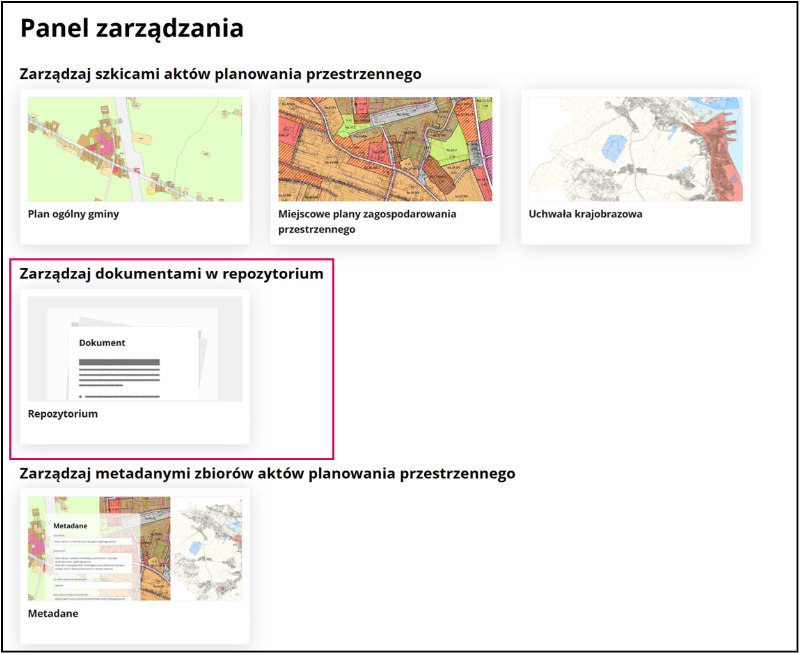 Panel zarządzania
Zarządzaj szkicami aktów planowania przestrzennego
Plan ogólny gminy
Miejscowe plany zagospodarowania
przestrzennego
Uchwała krajobrazowa
Zarządzaj dokumentami w repozytorium
Dokument
Repozytorium
Zarządzaj metadanymi zbiorów aktów planowania przestrzennego
Metadane
Metadane